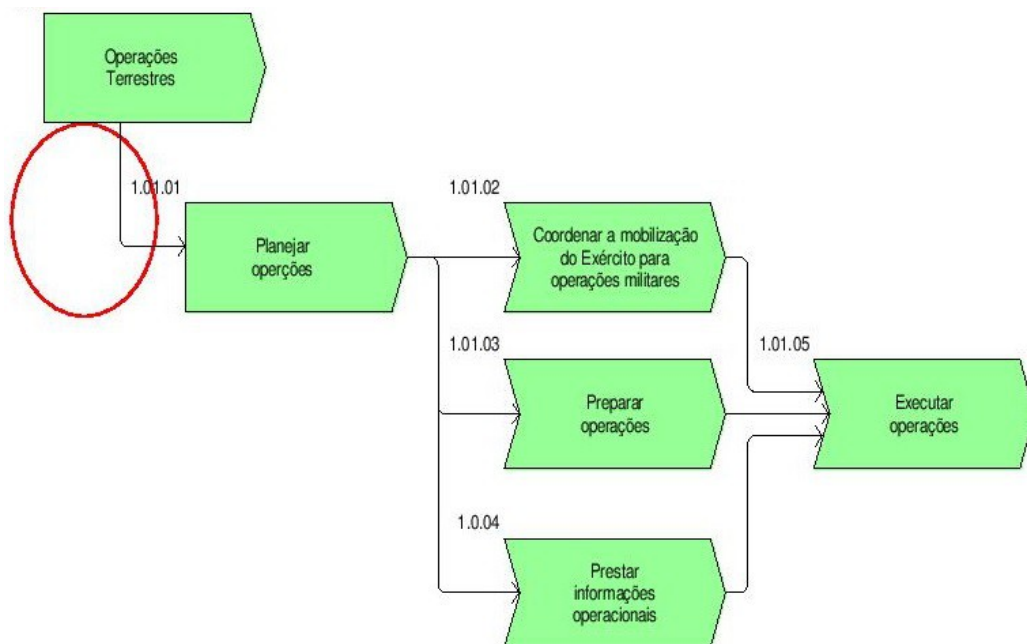 Operações
Terrestres
1.01.01
Planejar
operções
1.01.02
Coordenar a mobilização
do Exército para
operações militares
1.01.03
Preparar
operações
1.0.04
Prestar
informações
operacionais
1.01.05
Executar
operações